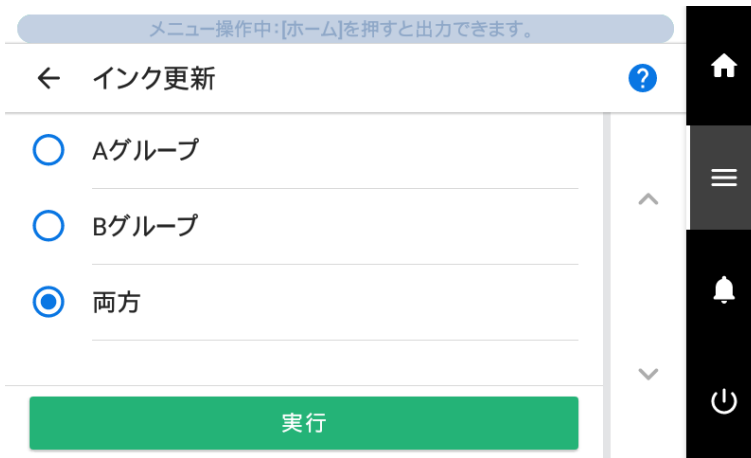 メニュー操作中:[ホーム]を押すと出力できます。
インク更新
Aグループ
Bグループ
両方
実行